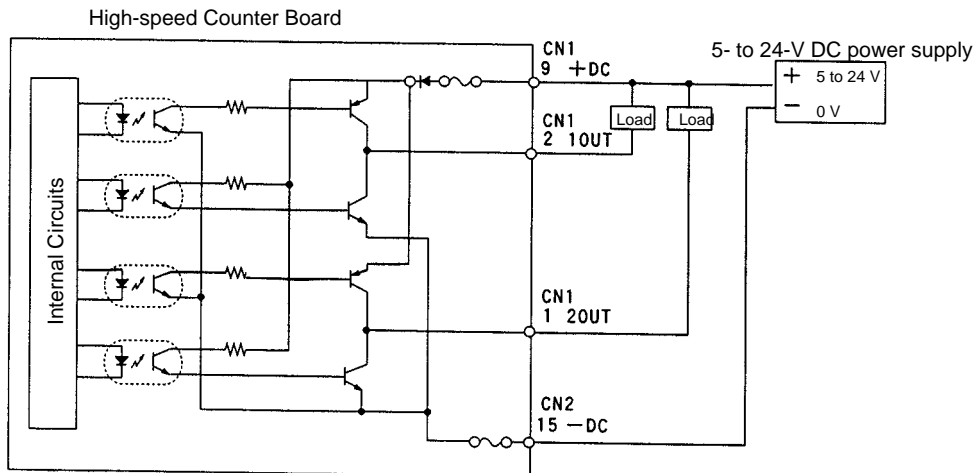 High-speed Counter Board
5- to 24-V DC power supply
CN1
9 +DC
+ 5 to 24 V
− 0 V
Load Load
CN1
2 1OUT
Internal Circuits
CN1
1 2OUT
CN2
15 −DC